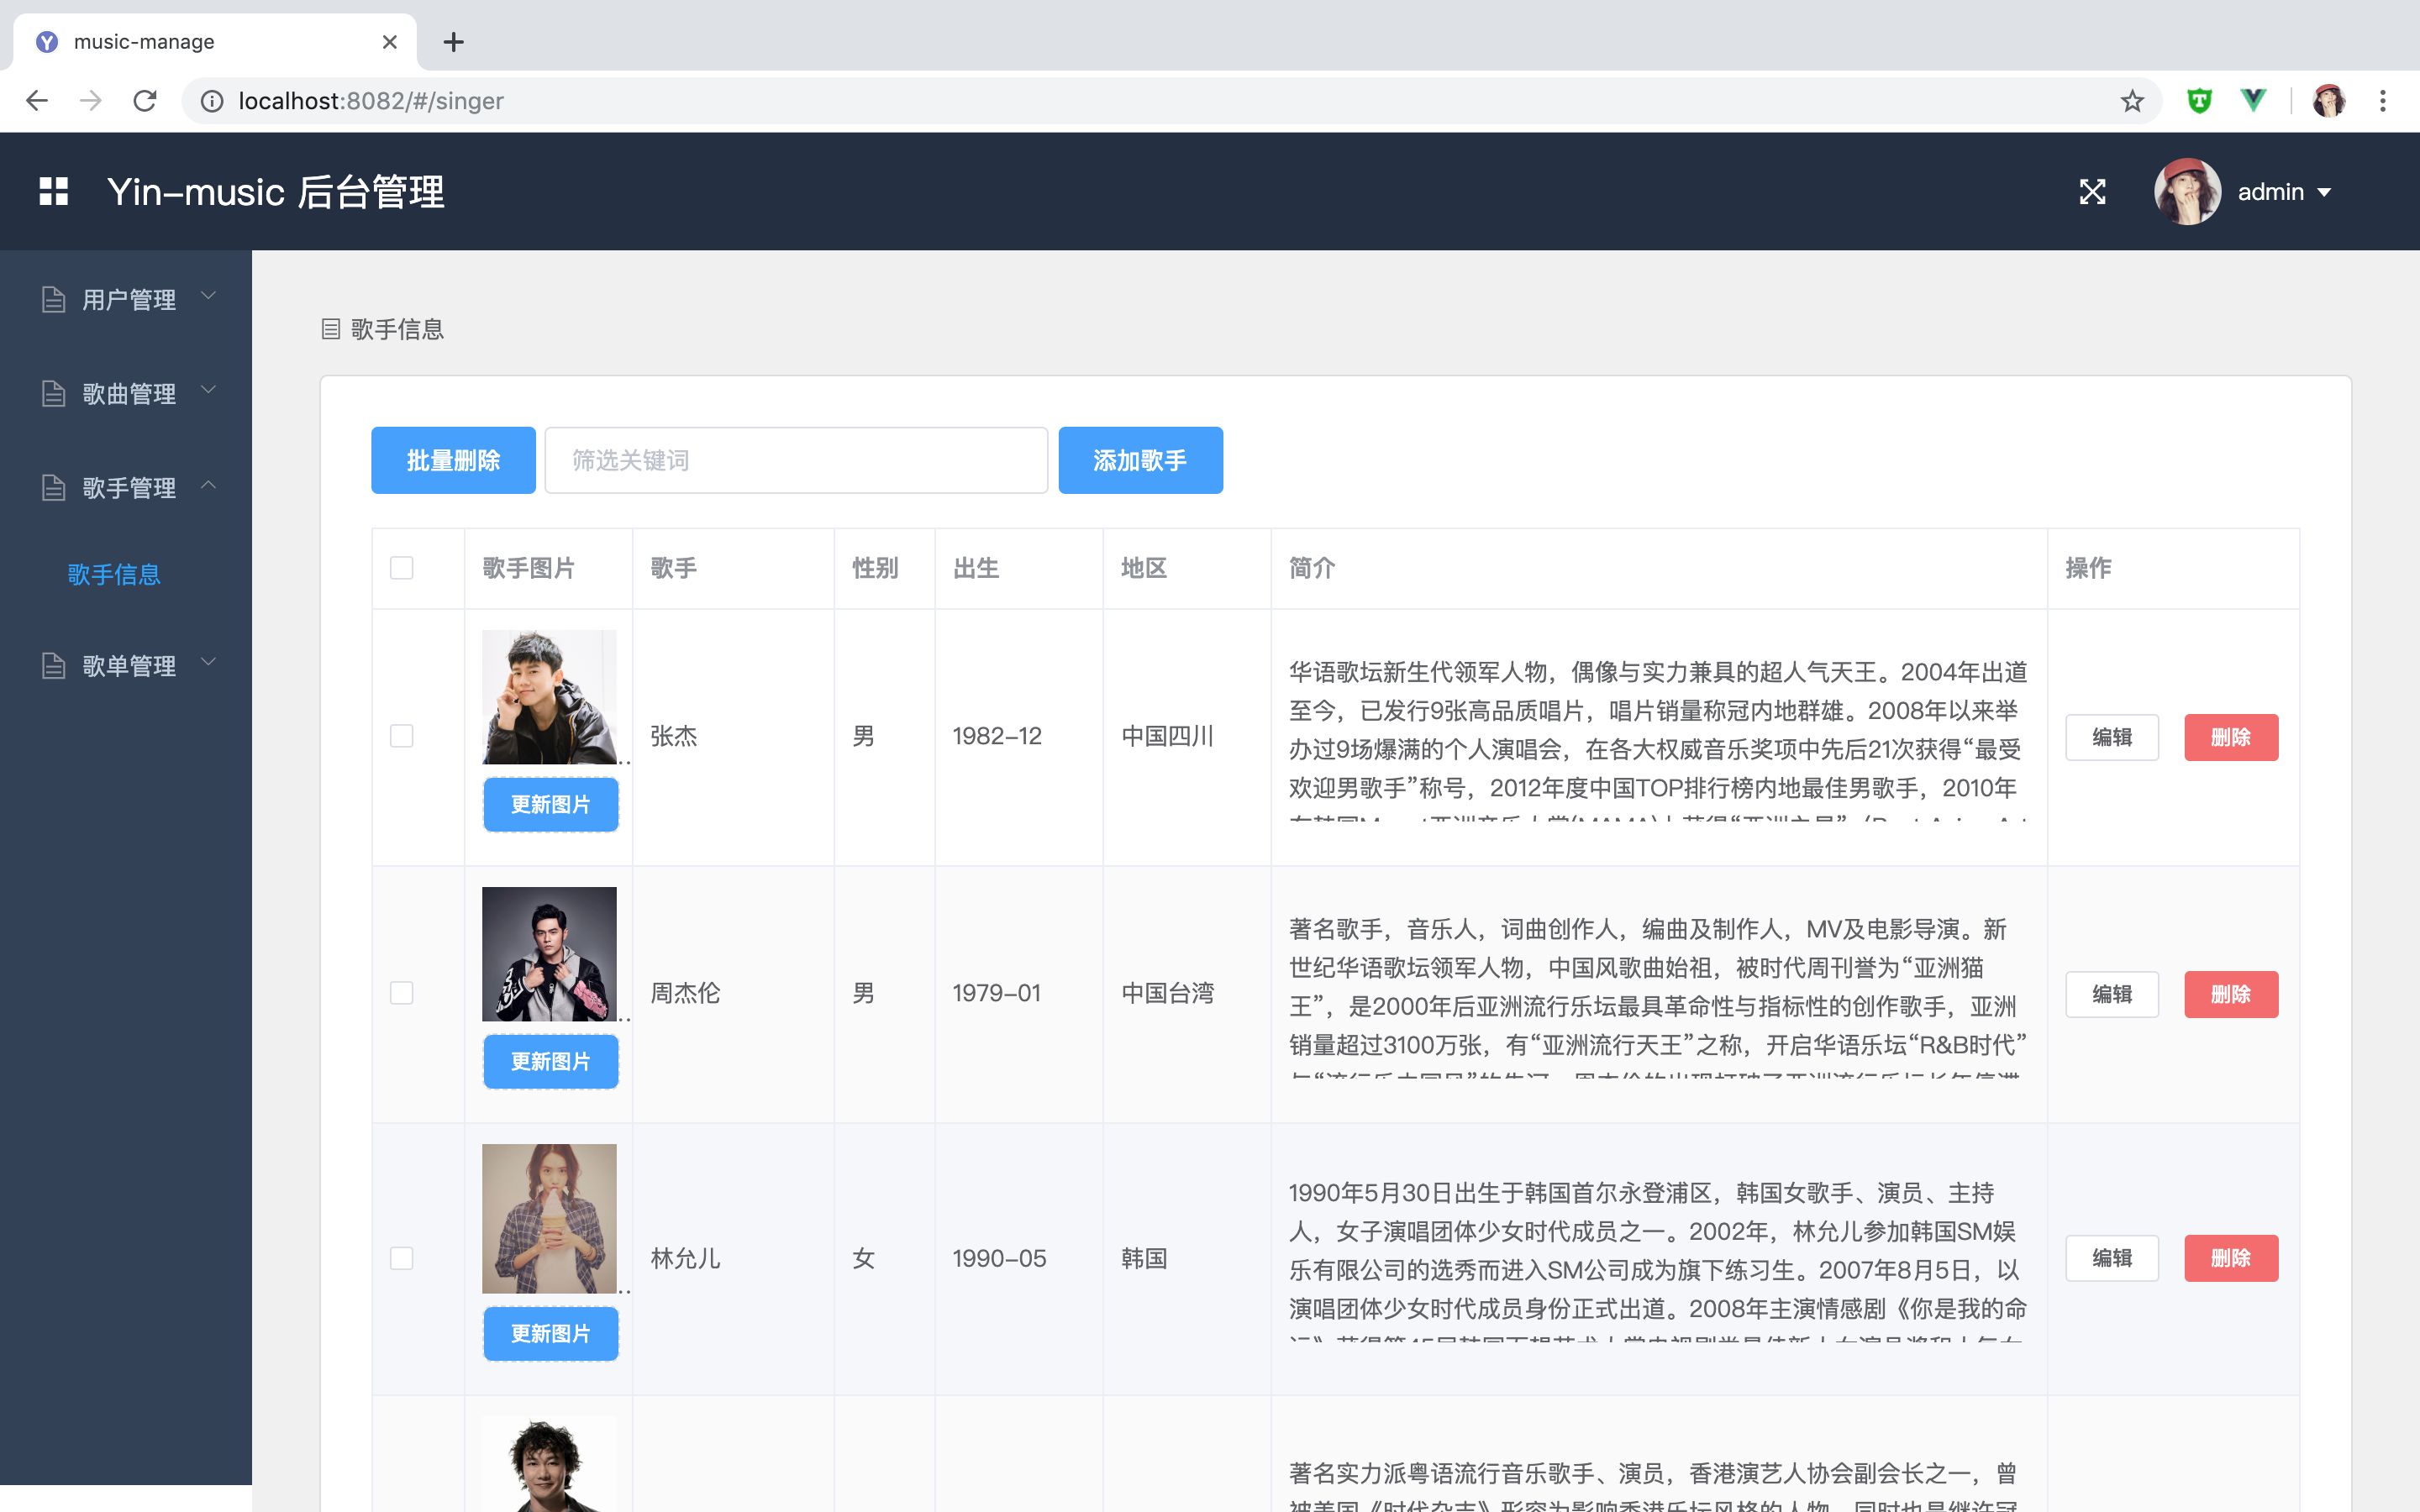 music-manage
localhost:8082/#/singer
Yin-music 后台管理
admin
用户管理
歌曲管理
歌手管理
歌手信息
歌单管理
歌手信息
批量删除
筛选关键词
添加歌手
歌手图片 歌手 性别 出生 地区 简介 操作
张杰 男 1982-12 中国四川
华语歌坛新生代领军人物，偶像与实力兼具的超人气天王。2004年出道
至今，已发行9张高品质唱片，唱片销量称冠内地群雄。2008年以来举
办过9场爆满的个人演唱会，在各大权威音乐奖项中先后21次获得“最受
欢迎男歌手”称号，2012年度中国TOP排行榜内地最佳男歌手，2010年
编辑 删除
更新图片
周杰伦 男 1979-01 中国台湾
著名歌手，音乐人，词曲创作人，编曲及制作人，MV及电影导演。新
世纪华语歌坛领军人物，中国风歌曲始祖，被时代周刊誉为“亚洲猫
王”，是2000年后亚洲流行乐坛最具革命性与指标性的创作歌手，亚洲
销量超过3100万张，有“亚洲流行天王”之称，开启华语乐坛“R&B时代”
编辑 删除
更新图片
林允儿 女 1990-05 韩国
1990年5月30日出生于韩国首尔永登浦区，韩国女歌手、演员、主持
人，女子演唱团体少女时代成员之一。2002年，林允儿参加韩国SM娱
乐有限公司的选秀而进入SM公司成为旗下练习生。2007年8月5日，以
演唱团体少女时代成员身份正式出道。2008年主演情感剧《你是我的命
编辑 删除
更新图片
著名实力派粤语流行音乐歌手、演员，香港演艺人协会副会长之一，曾